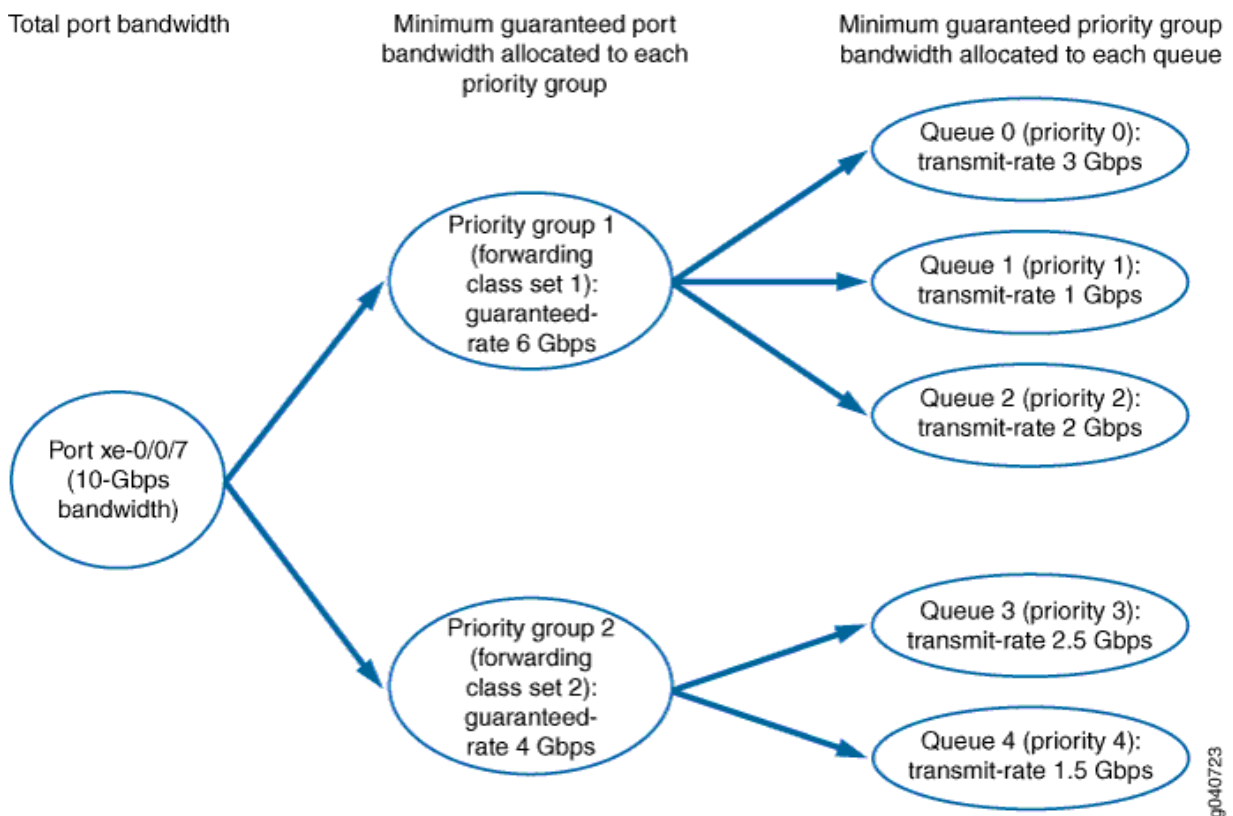 Total port bandwidth
Minimum guaranteed port
bandwidth allocated to each
priority group
Minimum guaranteed priority group
bandwidth allocated to each queue
Port xe-0/0/7
(10-Gbps
bandwidth)
Priority group 1
(forwarding
class set 1):
guaranteed-
rate 6 Gbps
Queue 0 (priority 0):
transmit-rate 3 Gbps
Queue 1 (priority 1):
transmit-rate 1 Gbps
Queue 2 (priority 2):
transmit-rate 2 Gbps
Priority group 2
(forwarding
class set 2):
guaranteed-
rate 4 Gbps
Queue 3 (priority 3):
transmit-rate 2.5 Gbps
Queue 4 (priority 4):
transmit-rate 1.5 Gbps
g040723